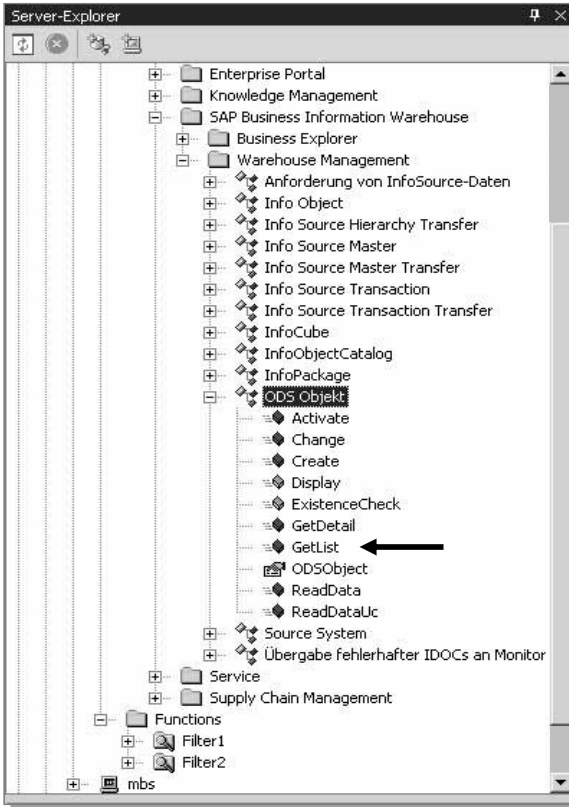 Server-Explorer
Enterprise Portal
Knowledge Management
SAP Business Information Warehouse
Business Explorer
Warehouse Management
Anforderung von InfoSource-Daten
Info Object
Info Source Hierarchy Transfer
Info Source Master
Info Source Master Transfer
Info Source Transaction
Info Source Transaction Transfer
InfoCube
InfoObjectCatalog
InfoPackage
ODS Objekt
Activate
Change
Create
Display
ExistenceCheck
GetDetail
GetList
ODSObject
ReadData
ReadDataUc
Source System
Übergabe fehlerhafter IDOCs an Monitor
Service
Supply Chain Management
Functions
Filter1
Filter2
mbs